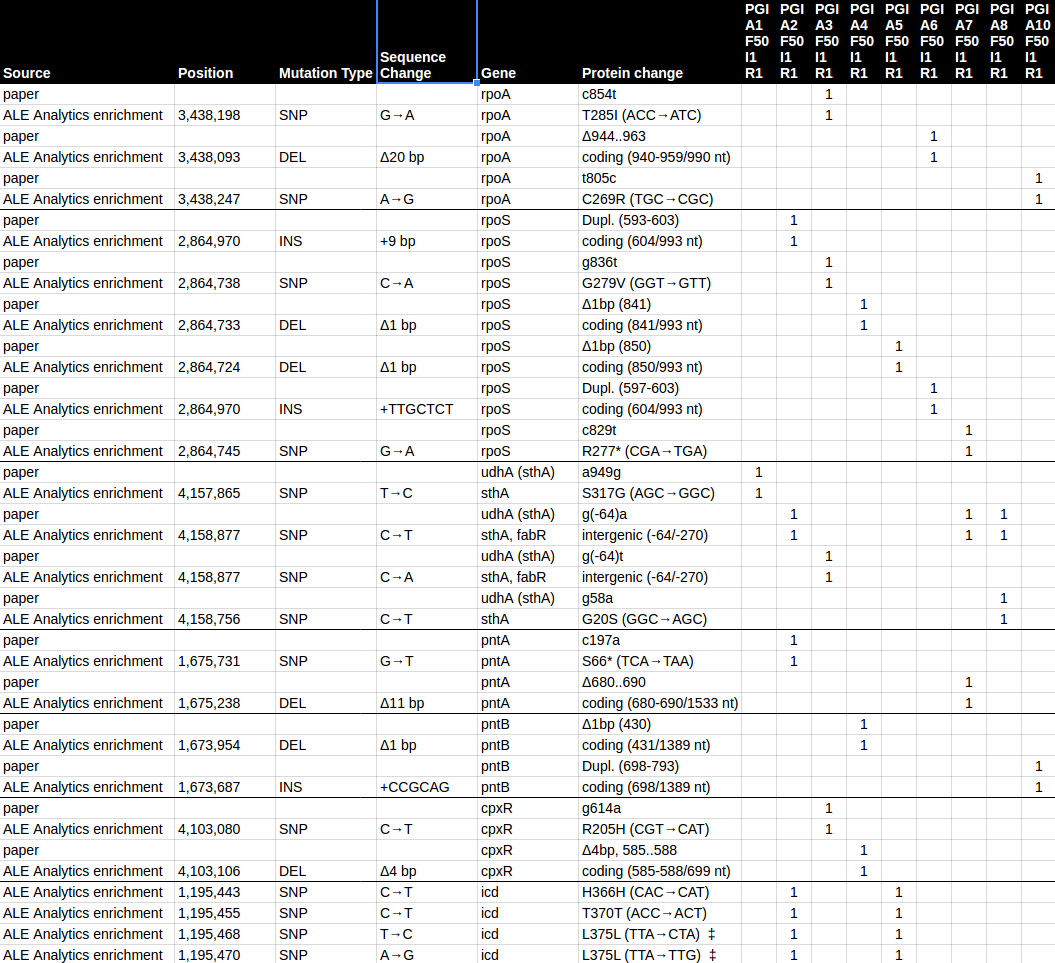 Source Position Mutation Type Sequence Change Gene Protein change PGI A1 F50 I1 R1 PGI A2 F50 I1 R1 PGI A3 F50 I1 R1 PGI A4 F50 I1 R1 PGI A5 F50 I1 R1 PGI A6 F50 I1 R1 PGI A7 F50 I1 R1 PGI A8 F50 I1 R1 PGI A10 F50 I1 R1
paper rpoA c854t 1
ALE Analytics enrichment 3,438,198 SNP G→A rpoA T285I (ACC→ATC) 1
paper rpoA Δ944..963 1
ALE Analytics enrichment 3,438,093 DEL Δ20 bp rpoA coding (940-959/990 nt) 1
paper rpoA t805c 1
ALE Analytics enrichment 3,438,247 SNP A→G rpoA C269R (TGC→CGC) 1
paper rpoS Dupl. (593-603) 1
ALE Analytics enrichment 2,864,970 INS +9 bp rpoS coding (604/993 nt) 1
paper rpoS g836t 1
ALE Analytics enrichment 2,864,738 SNP C→A rpoS G279V (GGT→GTT) 1
paper rpoS Δ1bp (841) 1
ALE Analytics enrichment 2,864,733 DEL Δ1 bp rpoS coding (841/993 nt) 1
paper rpoS Δ1bp (850) 1
ALE Analytics enrichment 2,864,724 DEL Δ1 bp rpoS coding (850/993 nt) 1
paper rpoS Dupl. (597-603) 1
ALE Analytics enrichment 2,864,970 INS +TTGCTCT rpoS coding (604/993 nt) 1
paper rpoS c829t 1
ALE Analytics enrichment 2,864,745 SNP G→A rpoS R277* (CGA→TGA) 1
paper udhA (sthA) a949g 1
ALE Analytics enrichment 4,157,865 SNP T→C sthA S317G (AGC→GGC) 1
paper udhA (sthA) g(-64)a 1 1 1
ALE Analytics enrichment 4,158,877 SNP C→T sthA, fabR intergenic (-64/-270) 1 1 1
paper udhA (sthA) g(-64)t 1
ALE Analytics enrichment 4,158,877 SNP C→A sthA, fabR intergenic (-64/-270) 1
paper udhA (sthA) g58a 1
ALE Analytics enrichment 4,158,756 SNP C→T sthA G20S (GGC→AGC) 1
paper pntA c197a 1
ALE Analytics enrichment 1,675,731 SNP G→T pntA S66* (TCA→TAA) 1
paper pntA Δ680..690 1
ALE Analytics enrichment 1,675,238 DEL Δ11 bp pntA coding (680-690/1533 nt) 1
paper pntB Δ1bp (430) 1
ALE Analytics enrichment 1,673,954 DEL Δ1 bp pntB coding (431/1389 nt) 1
paper pntB Dupl. (698-793) 1
ALE Analytics enrichment 1,673,687 INS +CCGCAG pntB coding (698/1389 nt) 1
paper cpxR g614a 1
ALE Analytics enrichment 4,103,080 SNP C→T cpxR R205H (CGT→CAT) 1
paper cpxR Δ4bp, 585..588 1
ALE Analytics enrichment 4,103,106 DEL Δ4 bp cpxR coding (585-588/699 nt) 1
ALE Analytics enrichment 1,195,443 SNP C→T icd H366H (CAC→CAT) 1 1
ALE Analytics enrichment 1,195,455 SNP C→T icd T370T (ACC→ACT) 1 1
ALE Analytics enrichment 1,195,468 SNP T→C icd L375L (TTA→CTA) ‡ 1 1
ALE Analytics enrichment 1,195,470 SNP A→G icd L375L (TTA→TTG) ‡ 1 1